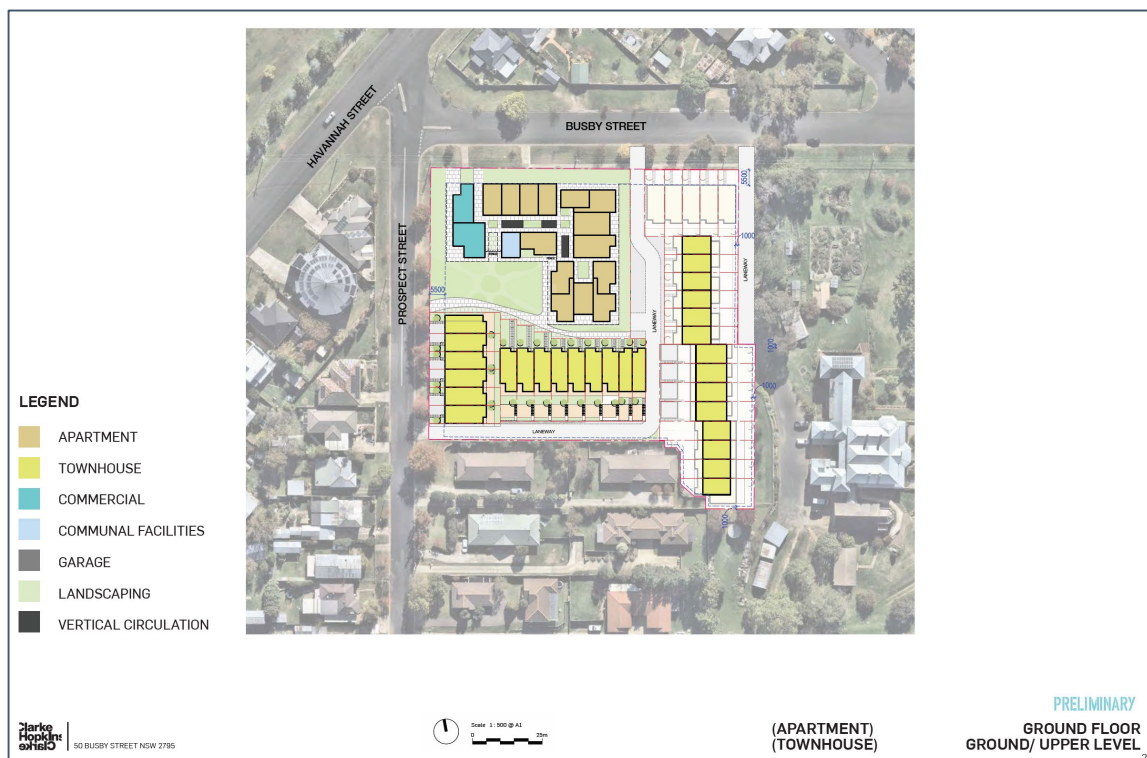 HAVANNAH STREET
BUSBY STREET
PROSPECT STREET
5500
1000
LANEWAY
5500
LANEWAY
1000
1000
LANEWAY
1000
LEGEND
APARTMENT
TOWNHOUSE
COMMERCIAL
COMMUNAL FACILITIES
GARAGE
LANDSCAPING
VERTICAL CIRCULATION
PRELIMINARY
Clarke
Hopkins
Clarke
50 BUSBY STREET NSW 2795
Scale 1 : 500 @ A1
0 25m
(APARTMENT) GROUND FLOOR
(TOWNHOUSE) GROUND/ UPPER LEVEL